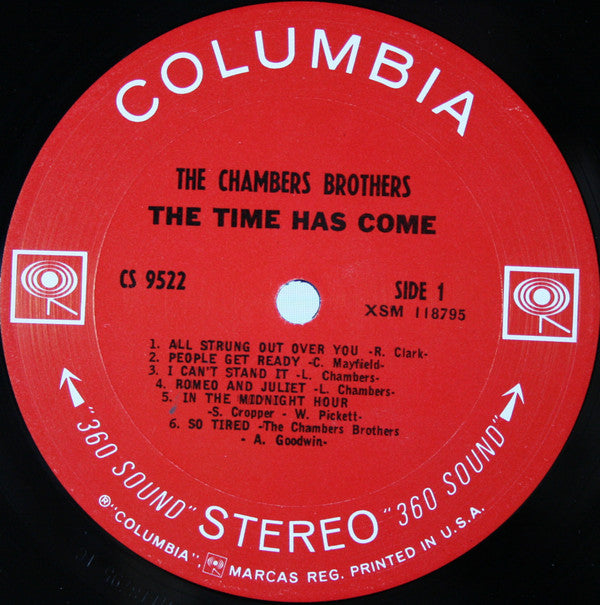 COLUMBIA
THE CHAMBERS BROTHERS
THE TIME HAS COME
CS 9522
SIDE 1
XSM 118795
1. ALL STRUNG OUT OVER YOU -R. Clark-
2. PEOPLE GET READY -C. Mayfield-
3. I CAN'T STAND IT -L. Chambers-
4. ROMEO AND JULIET -L. Chambers-
5. IN THE MIDNIGHT HOUR
-S. Cropper - W. Pickett-
6. SO TIRED -The Chambers Brothers
- A. Goodwin-
"360 SOUND" STEREO "360 SOUND"
®"COLUMBIA", MARCAS REG. PRINTED IN U.S.A.